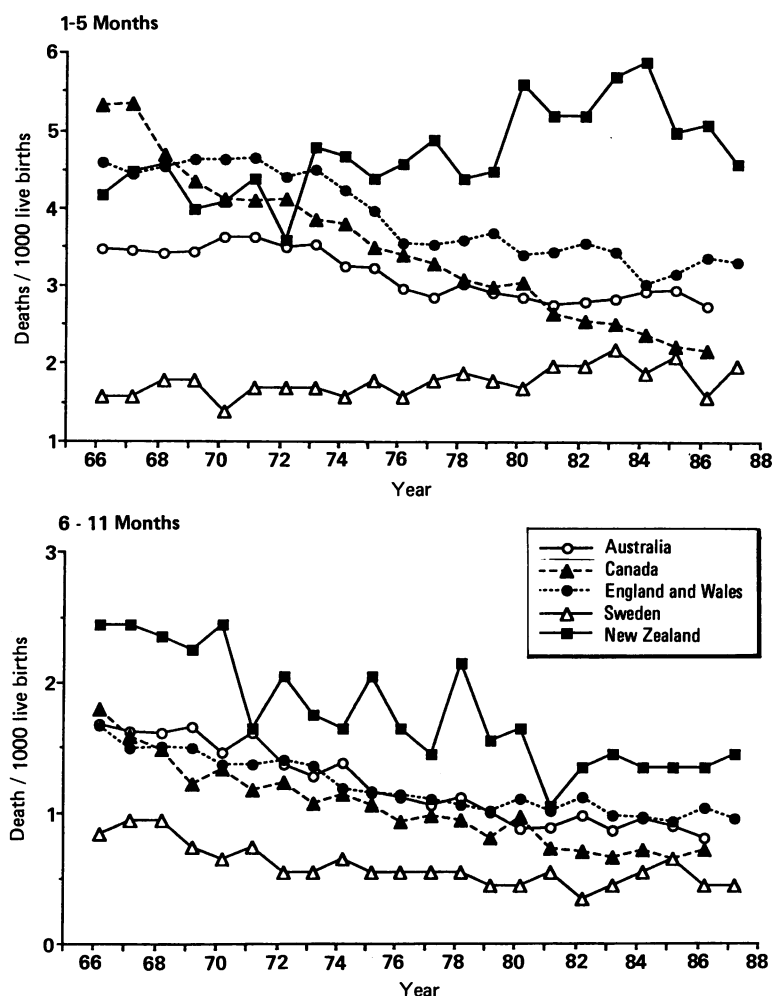 1-5 Months
6
5
4
3
2
1
Deaths / 1000 live births
66 68 70 72 74 76 78 80 82 84 86 88
Year
6 - 11 Months
3
2
1
0
Death / 1000 live births
Australia
Canada
England and Wales
Sweden
New Zealand
66 68 70 72 74 76 78 80 82 84 86 88
Year